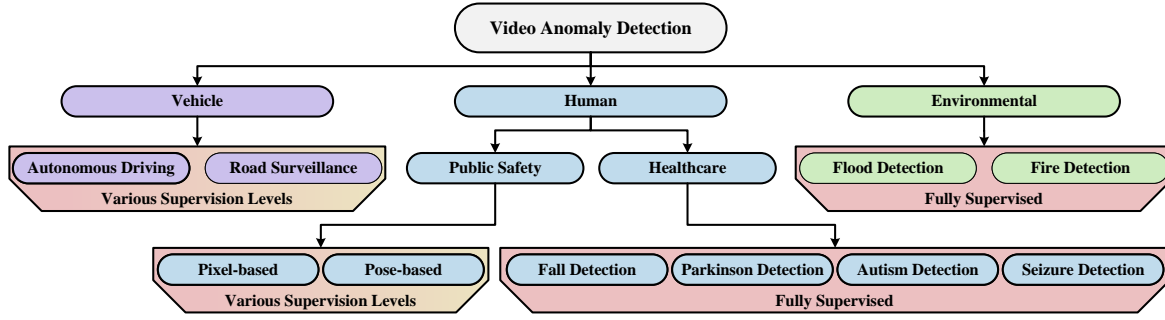 Video Anomaly Detection
Vehicle
Human
Environmental
Autonomous Driving
Road Surveillance
Various Supervision Levels
Public Safety
Healthcare
Flood Detection
Fire Detection
Fully Supervised
Pixel-based
Pose-based
Various Supervision Levels
Fall Detection
Parkinson Detection
Autism Detection
Seizure Detection
Fully Supervised